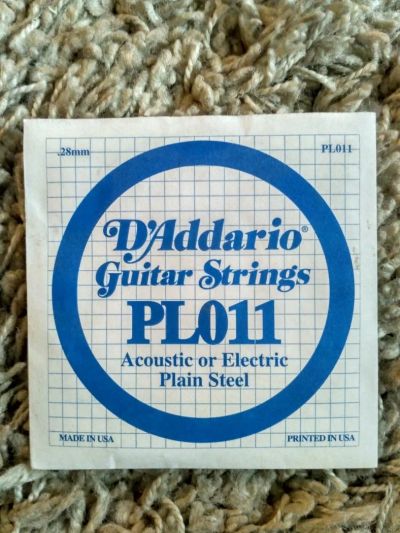 .28mm PL011
D'Addario®
Guitar Strings
PL011
Acoustic or Electric
Plain Steel
MADE IN USA PRINTED IN USA